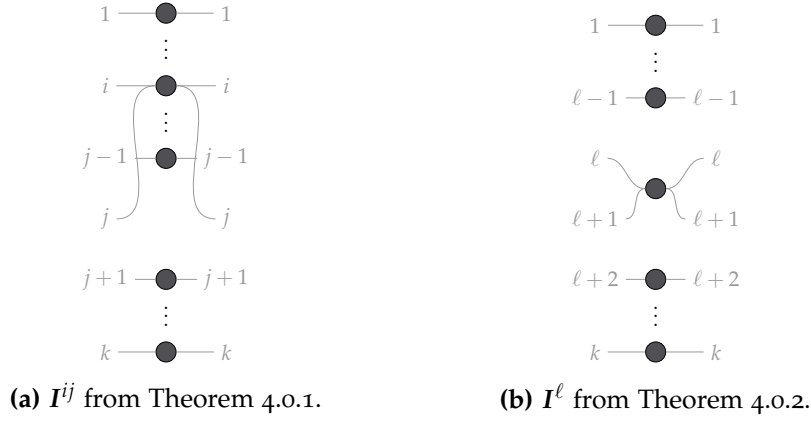 1 1 1 1
⋮ ⋮
i i ℓ − 1 ℓ − 1
⋮
j − 1 j − 1 ℓ ℓ
j j ℓ + 1 ℓ + 1
j + 1 j + 1 ℓ + 2 ℓ + 2
⋮ ⋮
k k k k
(a) I^{ij} from Theorem 4.0.1. (b) I^ℓ from Theorem 4.0.2.